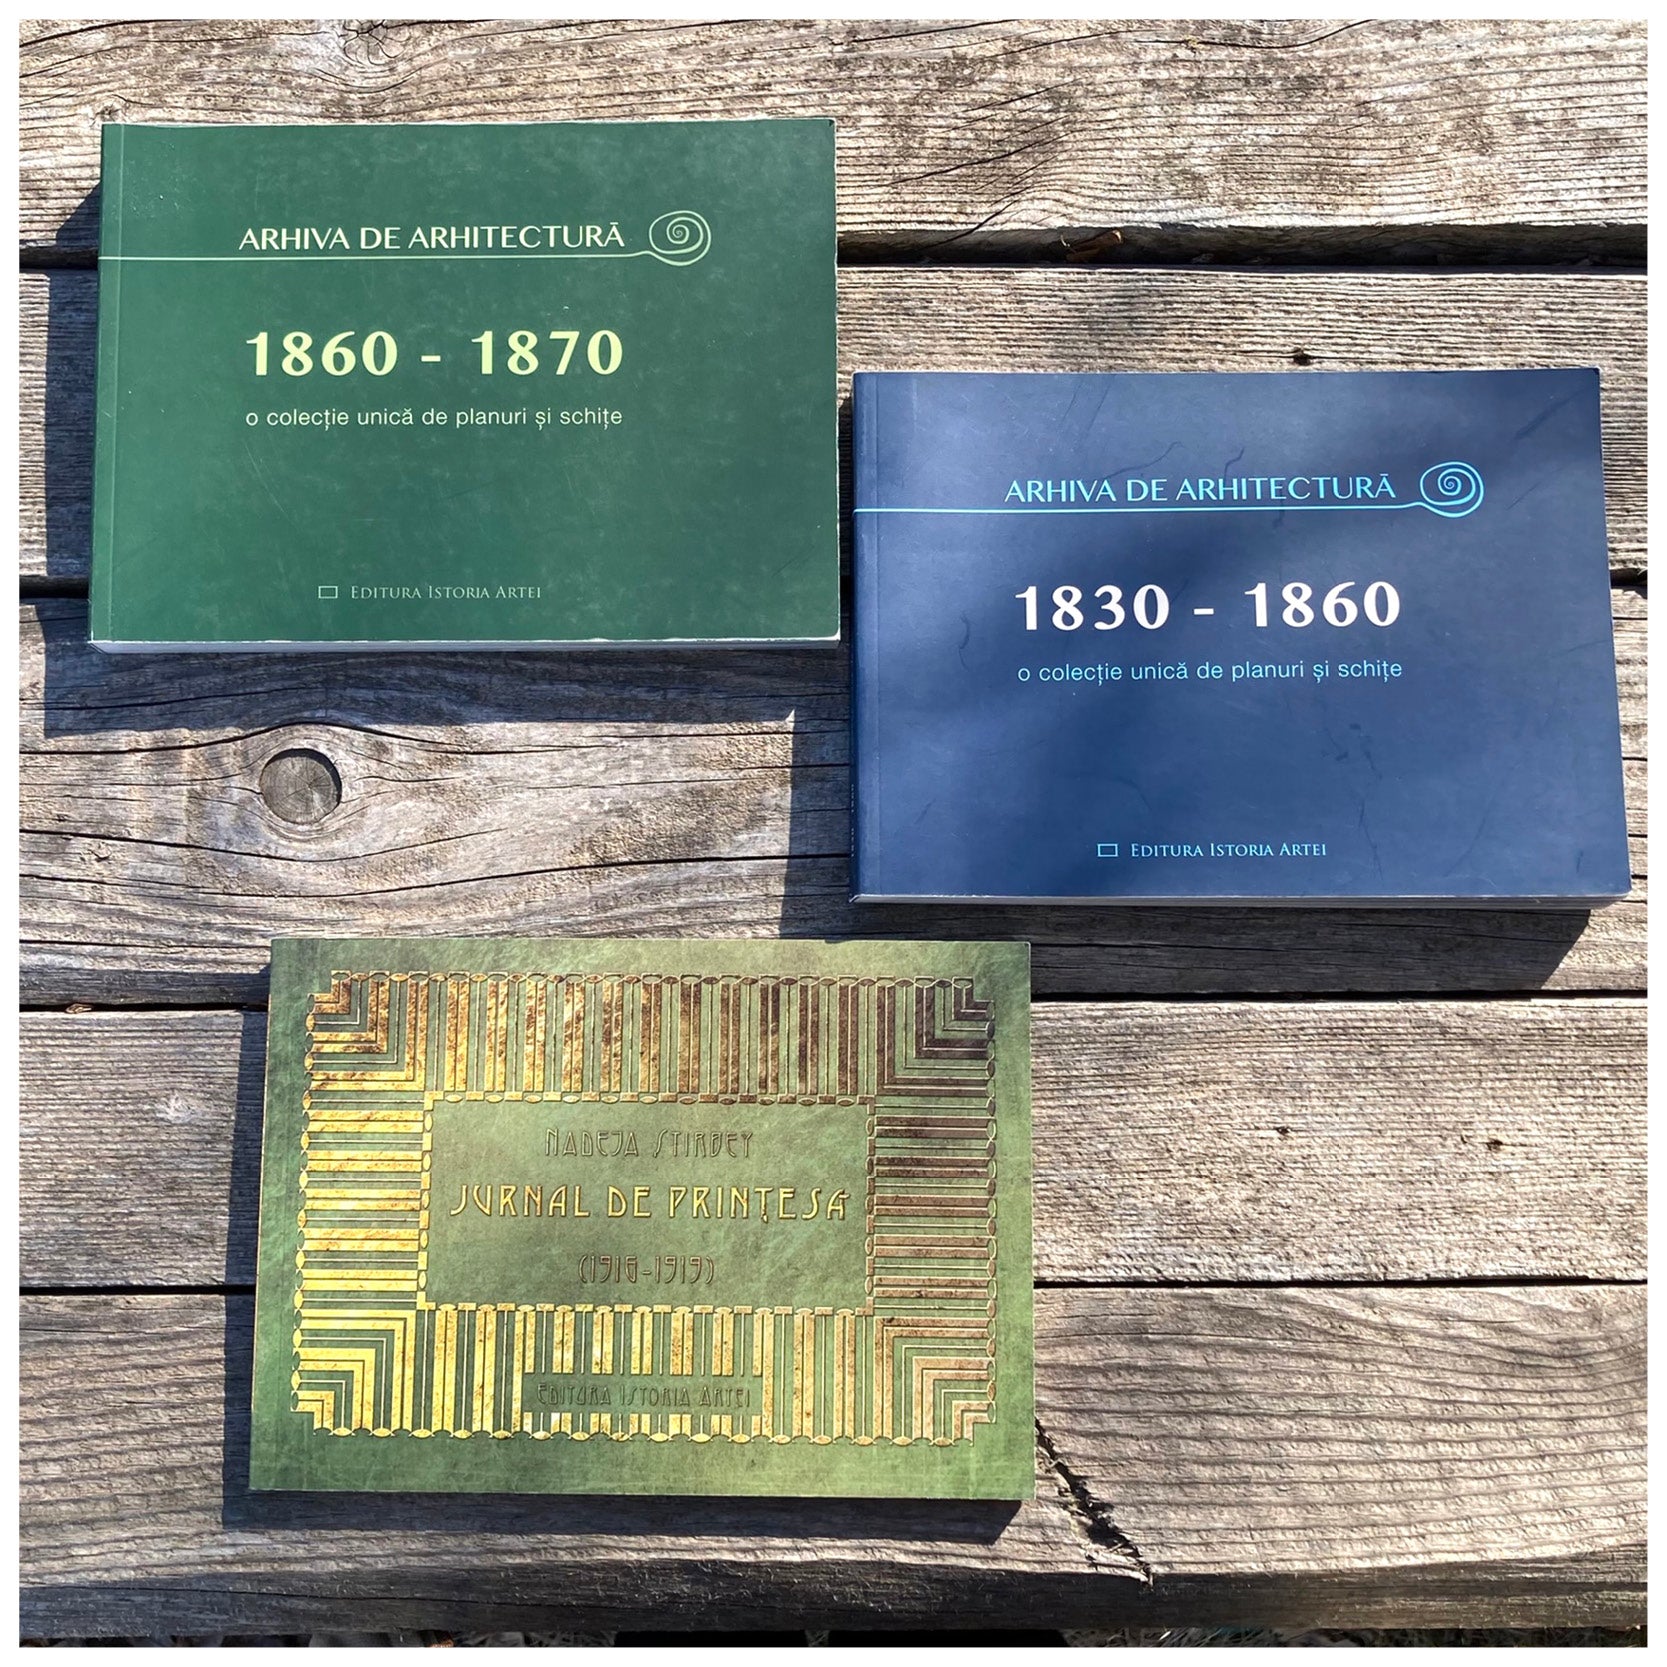 ARHIVA DE ARHITECTURĂ
1860 - 1870
o colecție unică de planuri și schițe
EDITURA ISTORIA ARTEI
ARHIVA DE ARHITECTURĂ
1830 - 1860
o colecție unică de planuri și schițe
EDITURA ISTORIA ARTEI
NADEJA STIRBEY
JURNAL DE PRINȚESA
(1916-1919)
EDITURA ISTORIA ARTEI